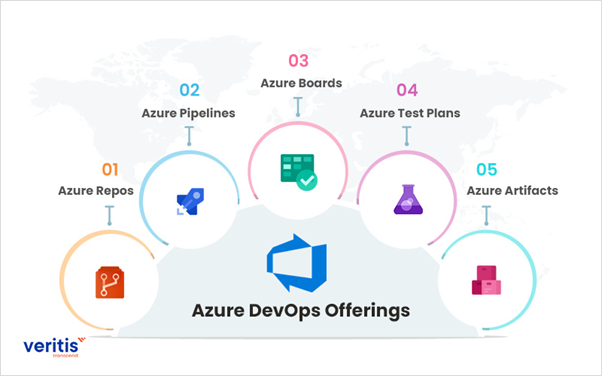 01
Azure Repos
02
Azure Pipelines
03
Azure Boards
04
Azure Test Plans
05
Azure Artifacts
Azure DevOps Offerings
veritis
transcend